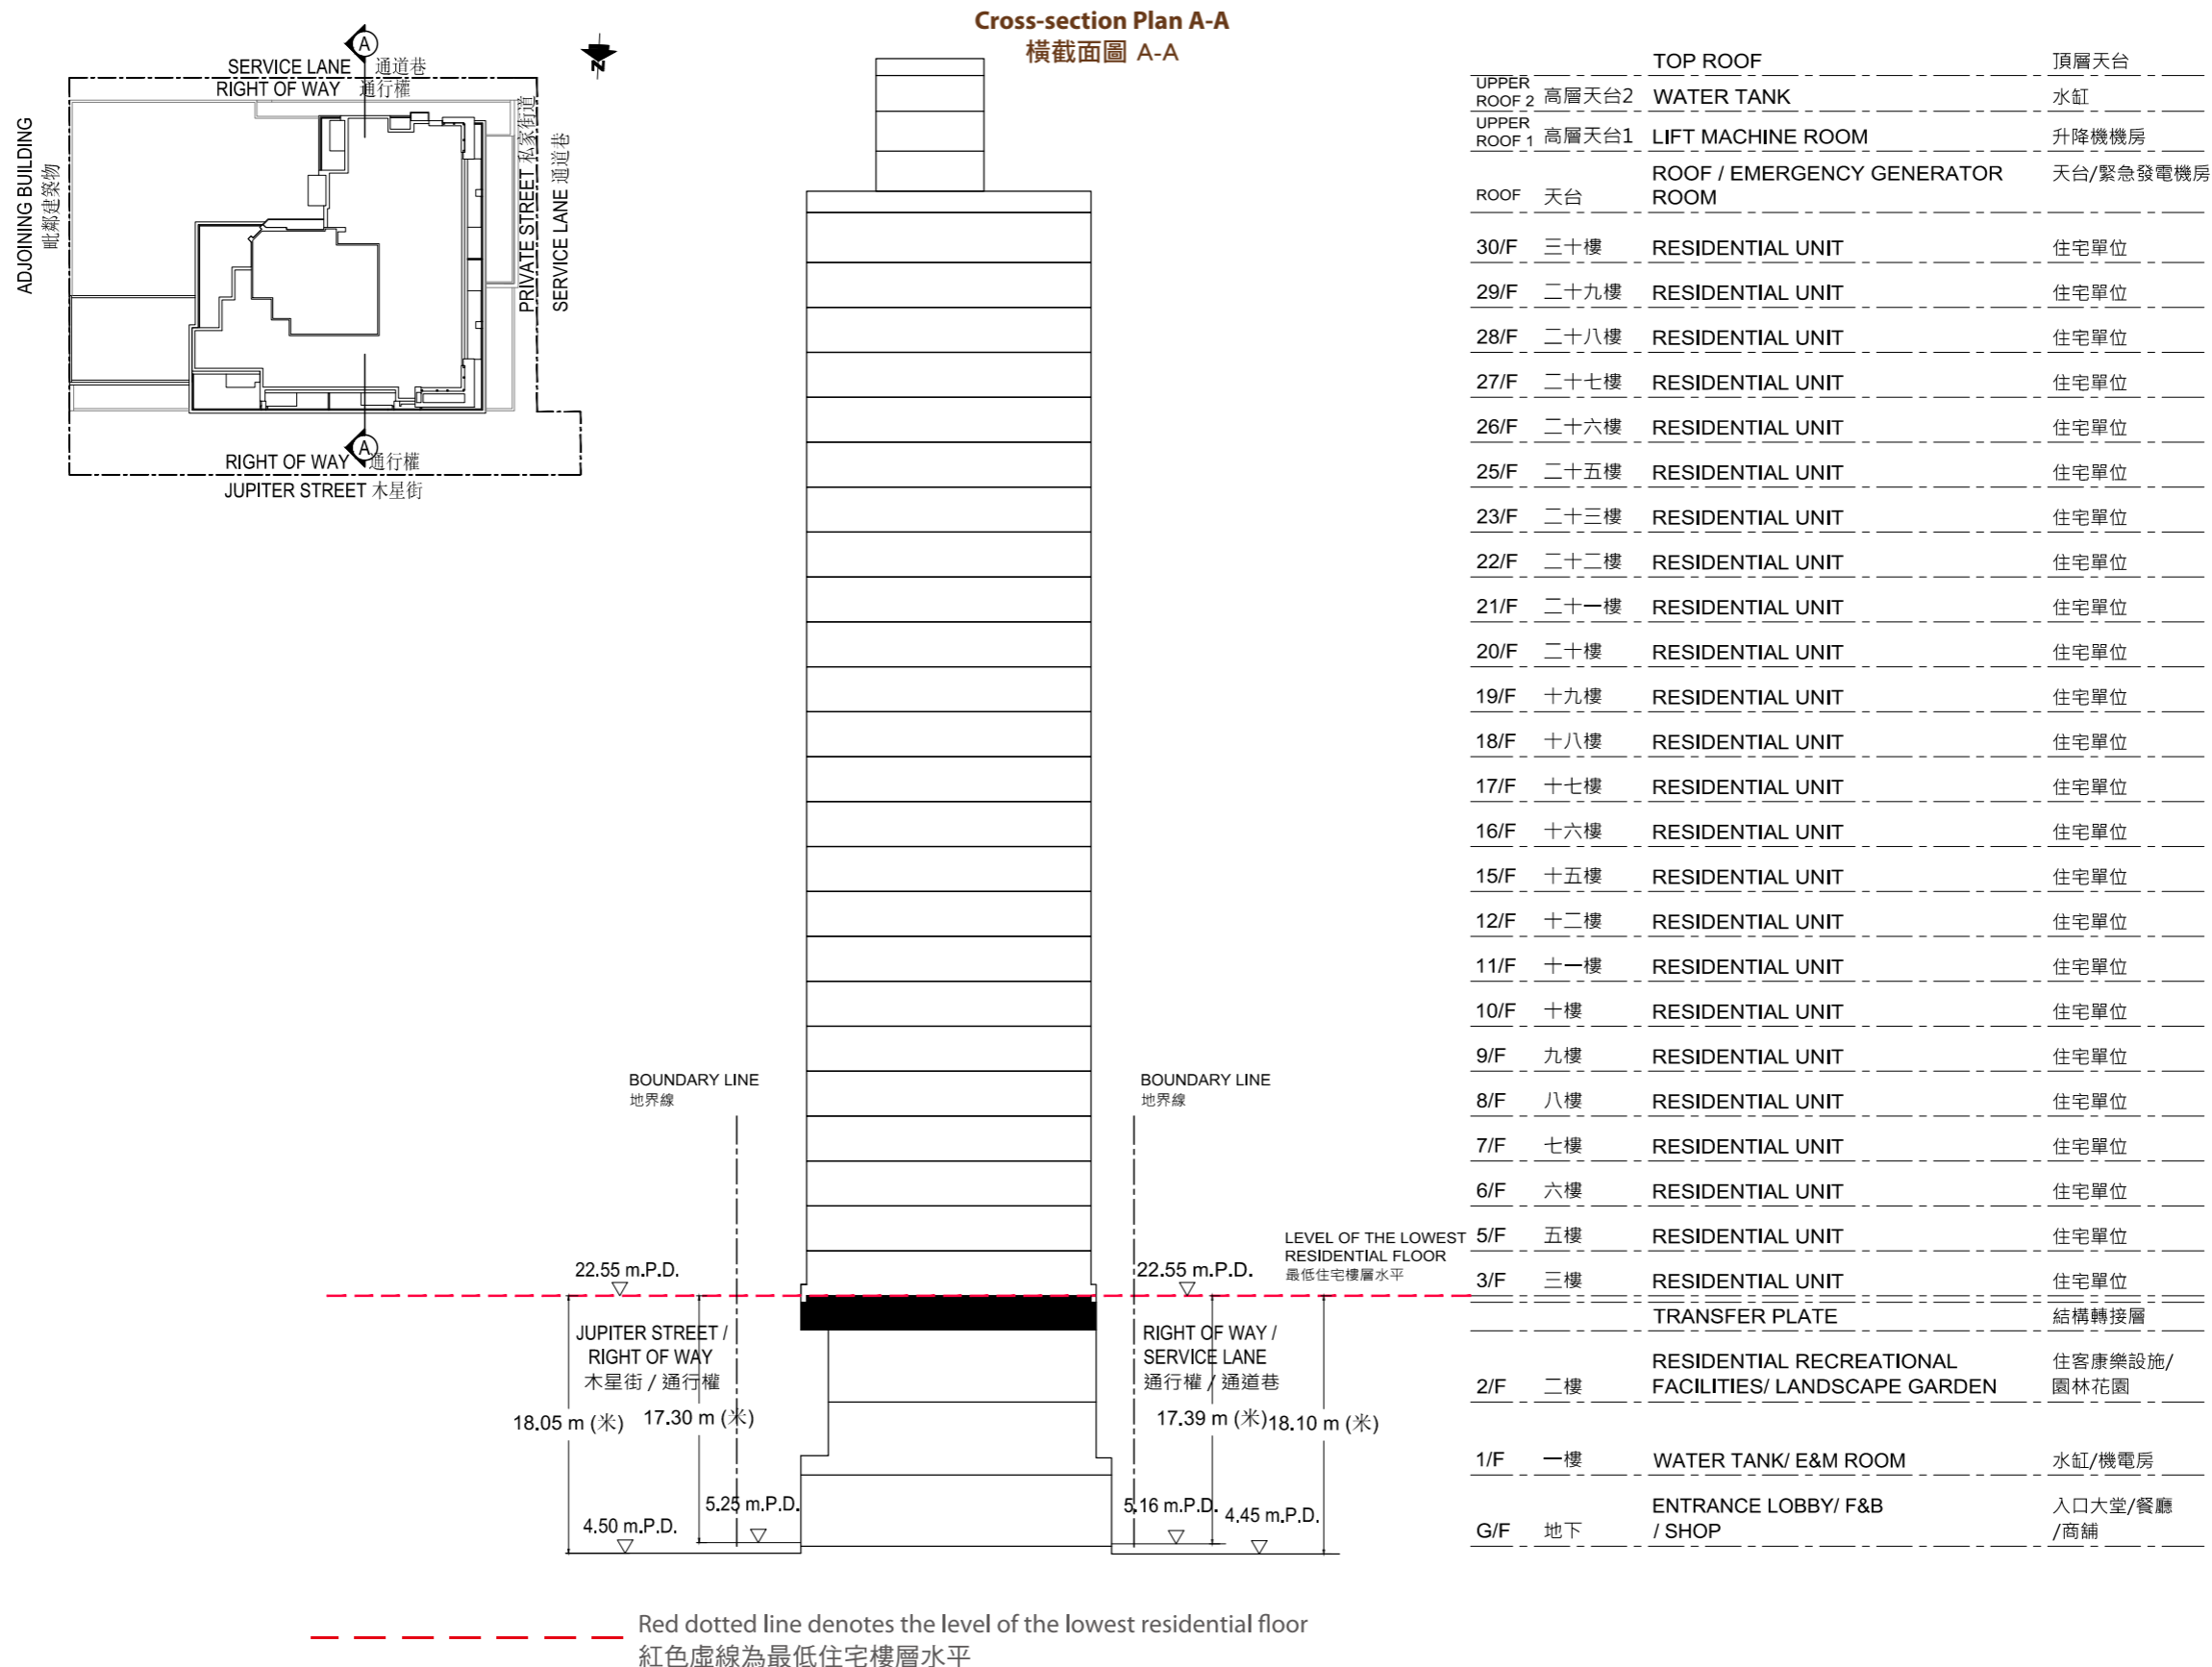 Cross-section Plan A-A
橫截面圖 A-A
A
SERVICE LANE 通道巷
RIGHT OF WAY 通行權
N
ADJOINING BUILDING
毗鄰建築物
PRIVATE STREET 私家街道
SERVICE LANE 通道巷
A
RIGHT OF WAY 通行權
JUPITER STREET 木星街
TOP ROOF 頂層天台
UPPER ROOF 2 高層天台2 WATER TANK 水缸
UPPER ROOF 1 高層天台1 LIFT MACHINE ROOM 升降機機房
ROOF 天台 ROOF / EMERGENCY GENERATOR ROOM 天台/緊急發電機房
30/F 三十樓 RESIDENTIAL UNIT 住宅單位
29/F 二十九樓 RESIDENTIAL UNIT 住宅單位
28/F 二十八樓 RESIDENTIAL UNIT 住宅單位
27/F 二十七樓 RESIDENTIAL UNIT 住宅單位
26/F 二十六樓 RESIDENTIAL UNIT 住宅單位
25/F 二十五樓 RESIDENTIAL UNIT 住宅單位
23/F 二十三樓 RESIDENTIAL UNIT 住宅單位
22/F 二十二樓 RESIDENTIAL UNIT 住宅單位
21/F 二十一樓 RESIDENTIAL UNIT 住宅單位
20/F 二十樓 RESIDENTIAL UNIT 住宅單位
19/F 十九樓 RESIDENTIAL UNIT 住宅單位
18/F 十八樓 RESIDENTIAL UNIT 住宅單位
17/F 十七樓 RESIDENTIAL UNIT 住宅單位
16/F 十六樓 RESIDENTIAL UNIT 住宅單位
15/F 十五樓 RESIDENTIAL UNIT 住宅單位
12/F 十二樓 RESIDENTIAL UNIT 住宅單位
11/F 十一樓 RESIDENTIAL UNIT 住宅單位
10/F 十樓 RESIDENTIAL UNIT 住宅單位
9/F 九樓 RESIDENTIAL UNIT 住宅單位
8/F 八樓 RESIDENTIAL UNIT 住宅單位
7/F 七樓 RESIDENTIAL UNIT 住宅單位
6/F 六樓 RESIDENTIAL UNIT 住宅單位
5/F 五樓 RESIDENTIAL UNIT 住宅單位
3/F 三樓 RESIDENTIAL UNIT 住宅單位
TRANSFER PLATE 結構轉接層
2/F 二樓 RESIDENTIAL RECREATIONAL FACILITIES/ LANDSCAPE GARDEN 住客康樂設施/園林花園
1/F 一樓 WATER TANK/ E&M ROOM 水缸/機電房
G/F 地下 ENTRANCE LOBBY/ F&B / SHOP 入口大堂/餐廳/商舖
BOUNDARY LINE
地界線
BOUNDARY LINE
地界線
LEVEL OF THE LOWEST
RESIDENTIAL FLOOR
最低住宅樓層水平
22.55 m.P.D.
22.55 m.P.D.
JUPITER STREET /
RIGHT OF WAY
木星街 / 通行權
18.05 m (米) 17.30 m (米)
RIGHT OF WAY /
SERVICE LANE
通行權 / 通道巷
17.39 m (米) 18.10 m (米)
5.25 m.P.D.
4.50 m.P.D.
5.16 m.P.D.
4.45 m.P.D.
Red dotted line denotes the level of the lowest residential floor
紅色虛線為最低住宅樓層水平